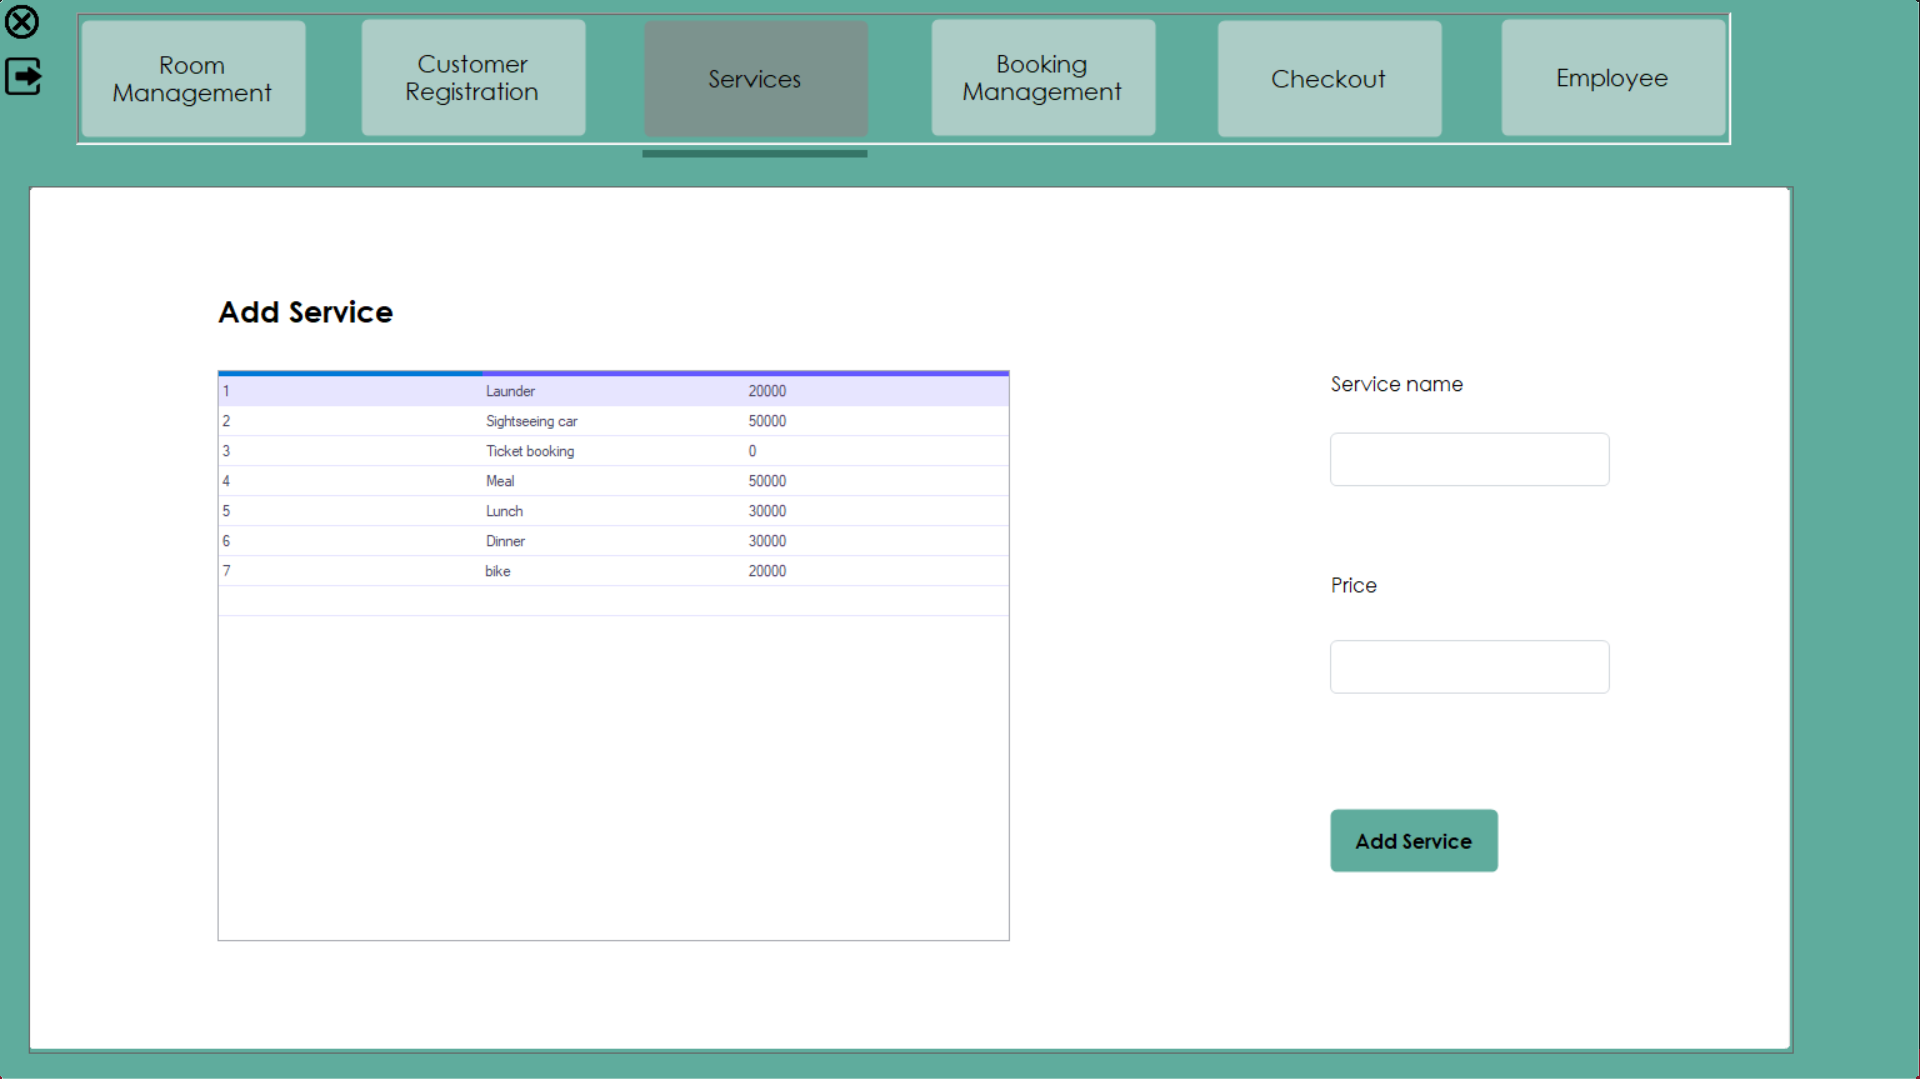 Room
Management
Customer
Registration
Services
Booking
Management
Checkout
Employee
Add Service
1 Launder 20000
2 Sightseeing car 50000
3 Ticket booking 0
4 Meal 50000
5 Lunch 30000
6 Dinner 30000
7 bike 20000
Service name
Price
Add Service